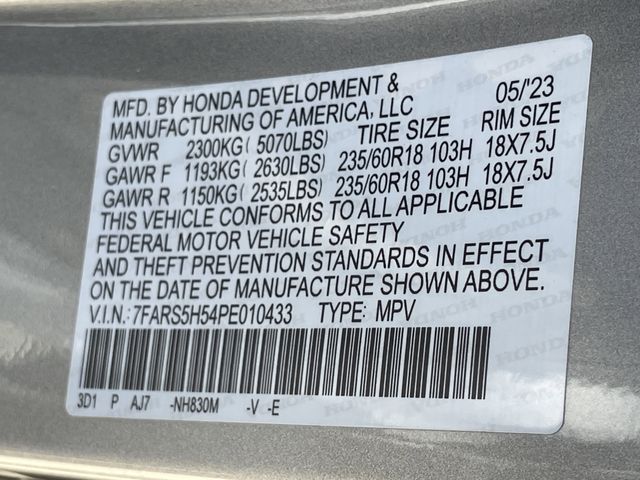 MFD. BY HONDA DEVELOPMENT & 05/'23
MANUFACTURING OF AMERICA, LLC
GVWR 2300KG( 5070LBS) TIRE SIZE RIM SIZE
GAWR F 1193KG( 2630LBS) 235/60R18 103H 18X7.5J
GAWR R 1150KG( 2535LBS) 235/60R18 103H 18X7.5J
THIS VEHICLE CONFORMS TO ALL APPLICABLE
FEDERAL MOTOR VEHICLE SAFETY
AND THEFT PREVENTION STANDARDS IN EFFECT
ON THE DATE OF MANUFACTURE SHOWN ABOVE.
V.I.N.:7FARS5H54PE010433 TYPE: MPV
3D1 P AJ7 -NH830M -V -E